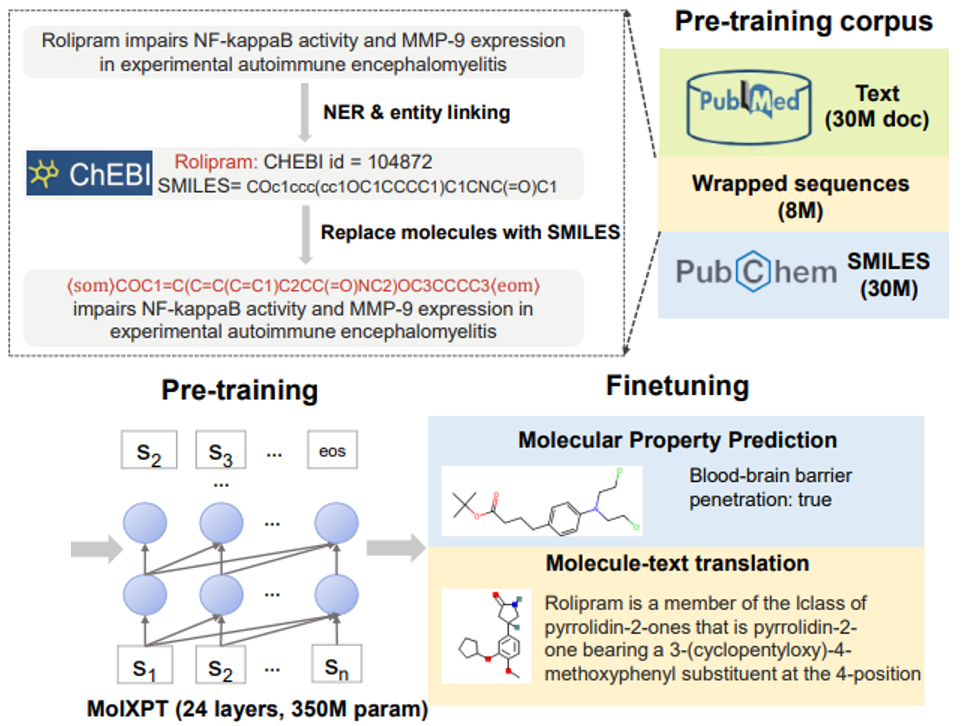 Rolipram impairs NF-kappaB activity and MMP-9 expression
in experimental autoimmune encephalomyelitis
NER & entity linking
ChEBI
Rolipram: CHEBI id = 104872
SMILES= COc1ccc(cc1OC1CCCC1)C1CNC(=O)C1
Replace molecules with SMILES
⟨som⟩COC1=C(C=C(C=C1)C2CC(=O)NC2)OC3CCCC3⟨eom⟩
impairs NF-kappaB activity and MMP-9 expression in
experimental autoimmune encephalomyelitis
Pre-training corpus
PubMed
Text
(30M doc)
Wrapped sequences
(8M)
PubChem
SMILES
(30M)
Pre-training
S2 S3 ... eos
...
...
...
S1 S2 ... Sn
MolXPT (24 layers, 350M param)
Finetuning
Molecular Property Prediction
Blood-brain barrier
penetration: true
Molecule-text translation
Rolipram is a member of the lclass of
pyrrolidin-2-ones that is pyrrolidin-2-
one bearing a 3-(cyclopentyloxy)-4-
methoxyphenyl substituent at the 4-position